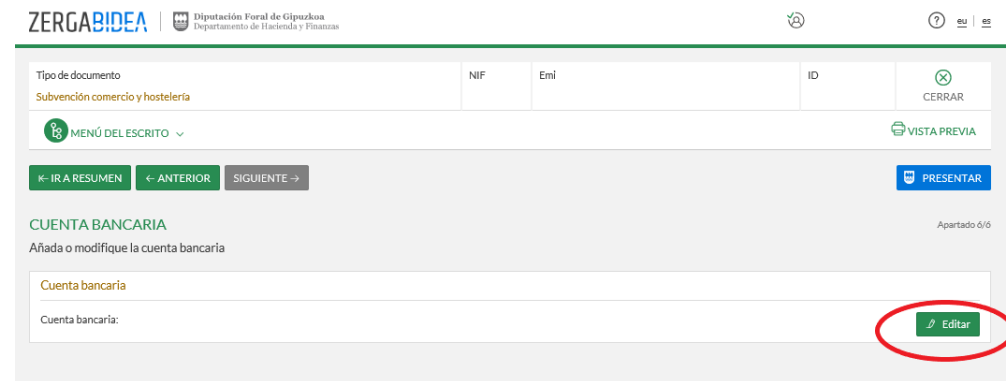 ZERGABIDEA
Diputación Foral de Gipuzkoa
Departamento de Hacienda y Finanzas
? eu | es
Tipo de documento NIF Emi ID
Subvención comercio y hostelería CERRAR
MENÚ DEL ESCRITO VISTA PREVIA
IR A RESUMEN ANTERIOR SIGUIENTE PRESENTAR
CUENTA BANCARIA Apartado 6/6
Añada o modifique la cuenta bancaria
Cuenta bancaria
Cuenta bancaria: Editar